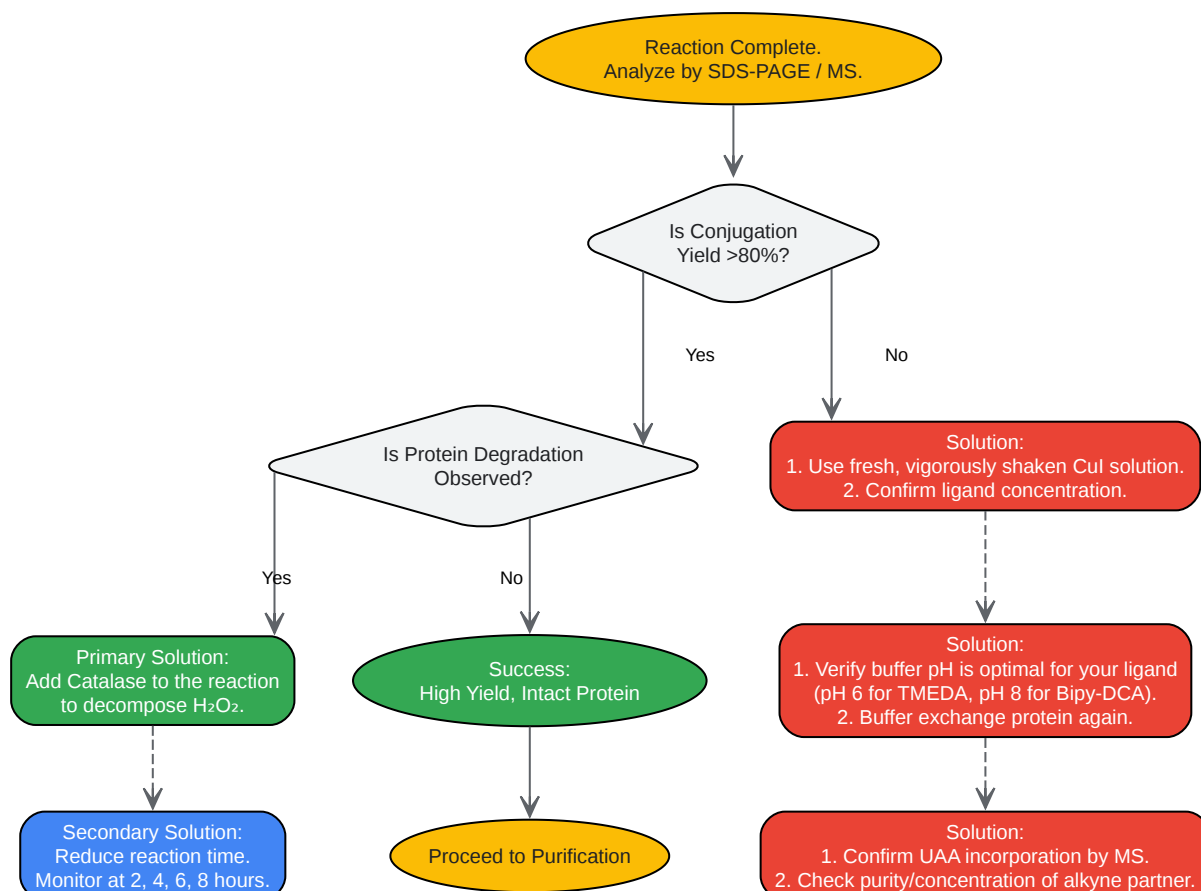 Reaction Complete.
Analyze by SDS-PAGE / MS.
Is Conjugation
Yield >80%?
Yes
No
Is Protein Degradation
Observed?
Solution:
1. Use fresh, vigorously shaken CuI solution.
2. Confirm ligand concentration.
Yes
No
Primary Solution:
Add Catalase to the reaction
to decompose H₂O₂.
Success:
High Yield, Intact Protein
Solution:
1. Verify buffer pH is optimal for your ligand
(pH 6 for TMEDA, pH 8 for Bipy-DCA).
2. Buffer exchange protein again.
Secondary Solution:
Reduce reaction time.
Monitor at 2, 4, 6, 8 hours.
Proceed to Purification
Solution:
1. Confirm UAA incorporation by MS.
2. Check purity/concentration of alkyne partner.